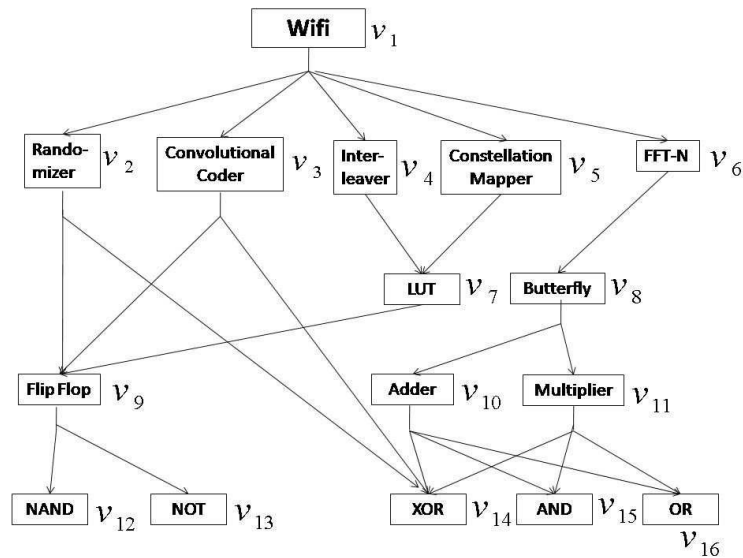 Wifi v1
Rando-
mizer v2
Convolutional
Coder v3
Inter-
leaver v4
Constellation
Mapper v5
FFT-N v6
LUT v7
Butterfly v8
Flip Flop v9
Adder v10
Multiplier v11
NAND v12
NOT v13
XOR v14
AND v15
OR v16